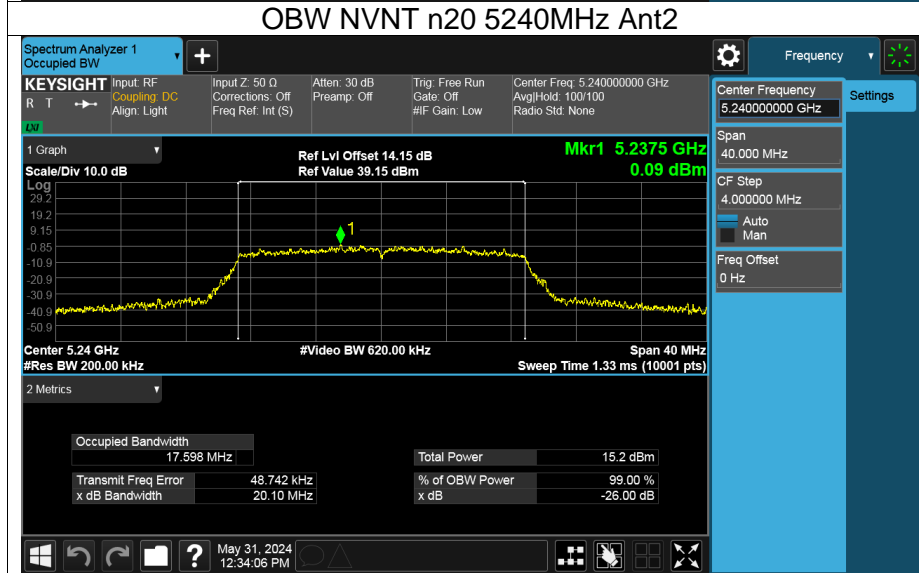 OBW NVNT n20 5240MHz Ant2
Spectrum Analyzer 1
Occupied BW
+
Frequency
KEYSIGHT
R T
LXI
Input: RF
Coupling: DC
Align: Light
Input Z: 50 Ω
Corrections: Off
Freq Ref: Int (S)
Atten: 30 dB
Preamp: Off
Trig: Free Run
Gate: Off
#IF Gain: Low
Center Freq: 5.240000000 GHz
Avg|Hold: 100/100
Radio Std: None
Center Frequency
5.240000000 GHz
Settings
Span
40.000 MHz
CF Step
4.000000 MHz
Auto
Man
Freq Offset
0 Hz
1 Graph
Scale/Div 10.0 dB
Ref Lvl Offset 14.15 dB
Ref Value 39.15 dBm
Mkr1 5.2375 GHz
0.09 dBm
Log
29.2
19.2
9.15
-0.85
-10.9
-20.9
-30.9
-40.9
-50.9
1
Center 5.24 GHz
#Res BW 200.00 kHz
#Video BW 620.00 kHz
Span 40 MHz
Sweep Time 1.33 ms (10001 pts)
2 Metrics
Occupied Bandwidth
17.598 MHz
Total Power 15.2 dBm
Transmit Freq Error 48.742 kHz
% of OBW Power 99.00 %
x dB Bandwidth 20.10 MHz
x dB -26.00 dB
?
May 31, 2024
12:34:06 PM